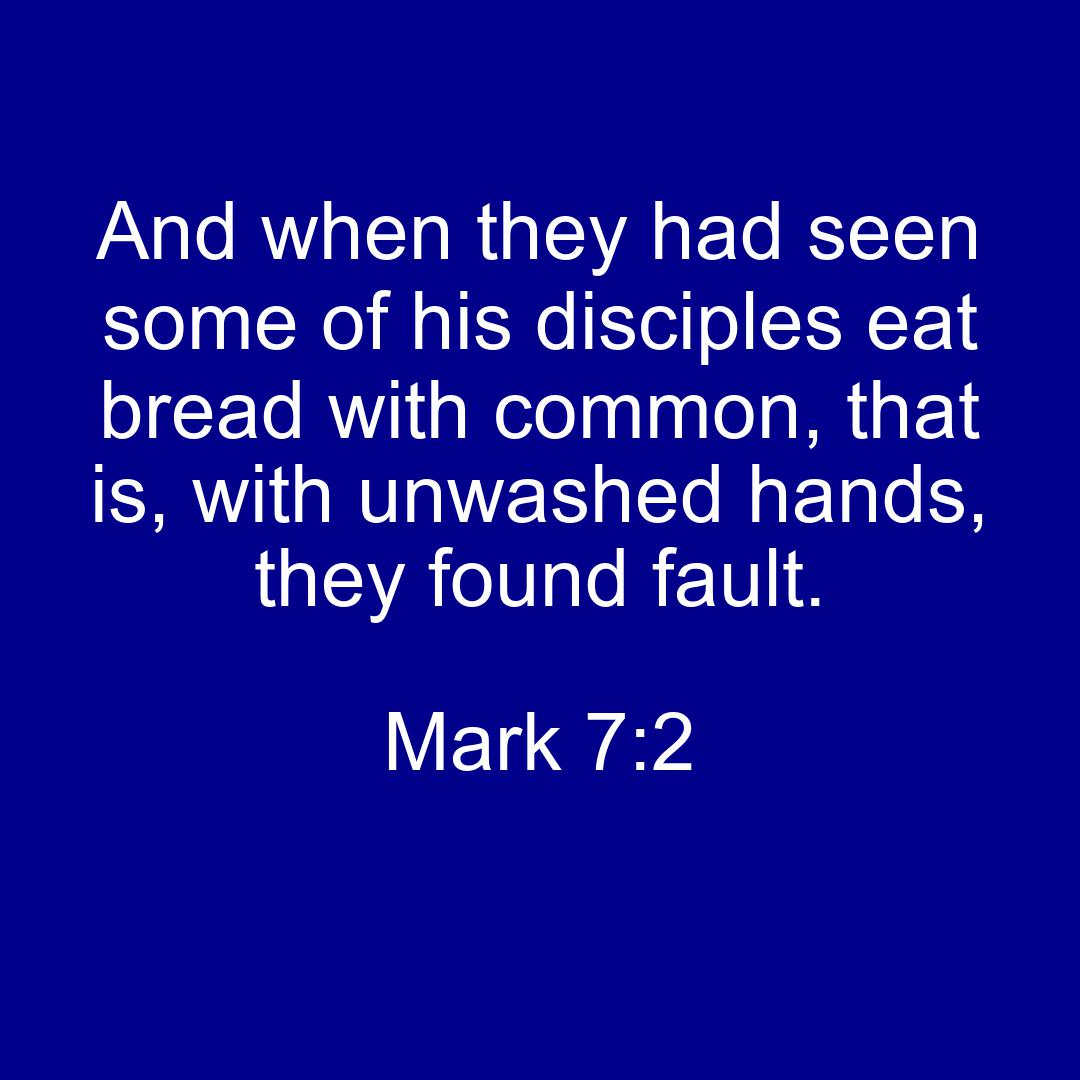 And when they had seen
some of his disciples eat
bread with common, that
is, with unwashed hands,
they found fault.
Mark 7:2